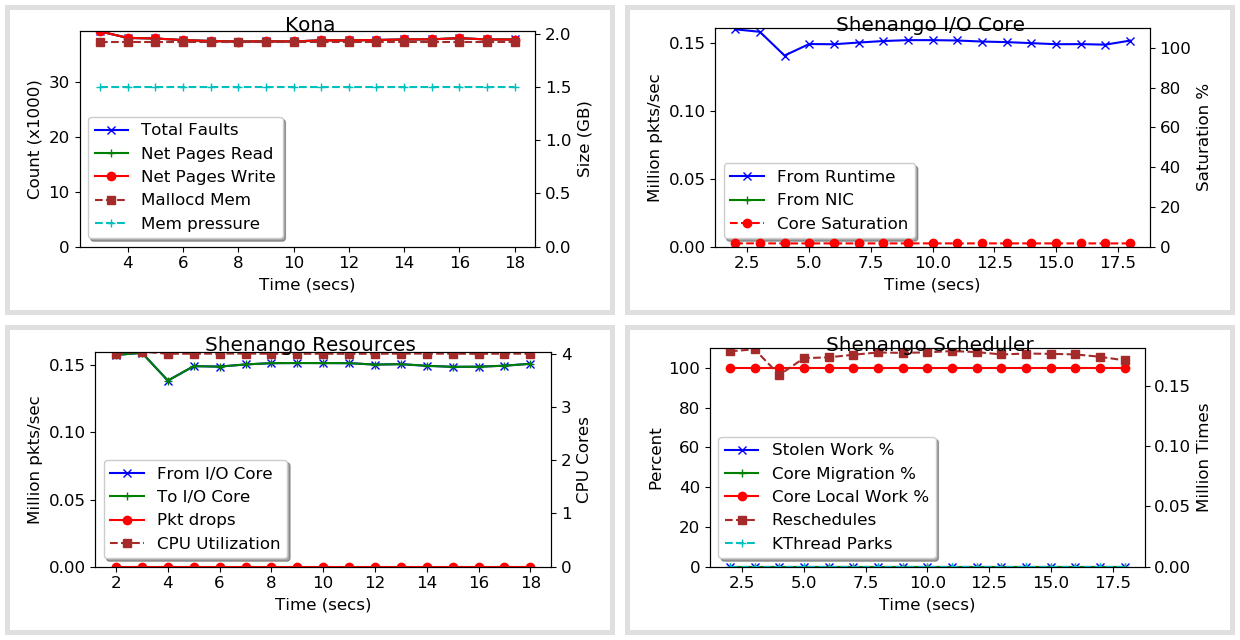 Kona
30
20
10
0
Count (x1000)
2.0
1.5
1.0
0.5
0.0
Size (GB)
Total Faults
Net Pages Read
Net Pages Write
Mallocd Mem
Mem pressure
4 6 8 10 12 14 16 18
Time (secs)
Shenango I/O Core
0.15
0.10
0.05
0.00
Million pkts/sec
100
80
60
40
20
0
Saturation %
From Runtime
From NIC
Core Saturation
2.5 5.0 7.5 10.0 12.5 15.0 17.5
Time (secs)
Shenango Resources
0.15
0.10
0.05
0.00
Million pkts/sec
4
3
2
1
0
CPU Cores
From I/O Core
To I/O Core
Pkt drops
CPU Utilization
2 4 6 8 10 12 14 16 18
Time (secs)
Shenango Scheduler
100
80
60
40
20
0
Percent
0.15
0.10
0.05
0.00
Million Times
Stolen Work %
Core Migration %
Core Local Work %
Reschedules
KThread Parks
2.5 5.0 7.5 10.0 12.5 15.0 17.5
Time (secs)